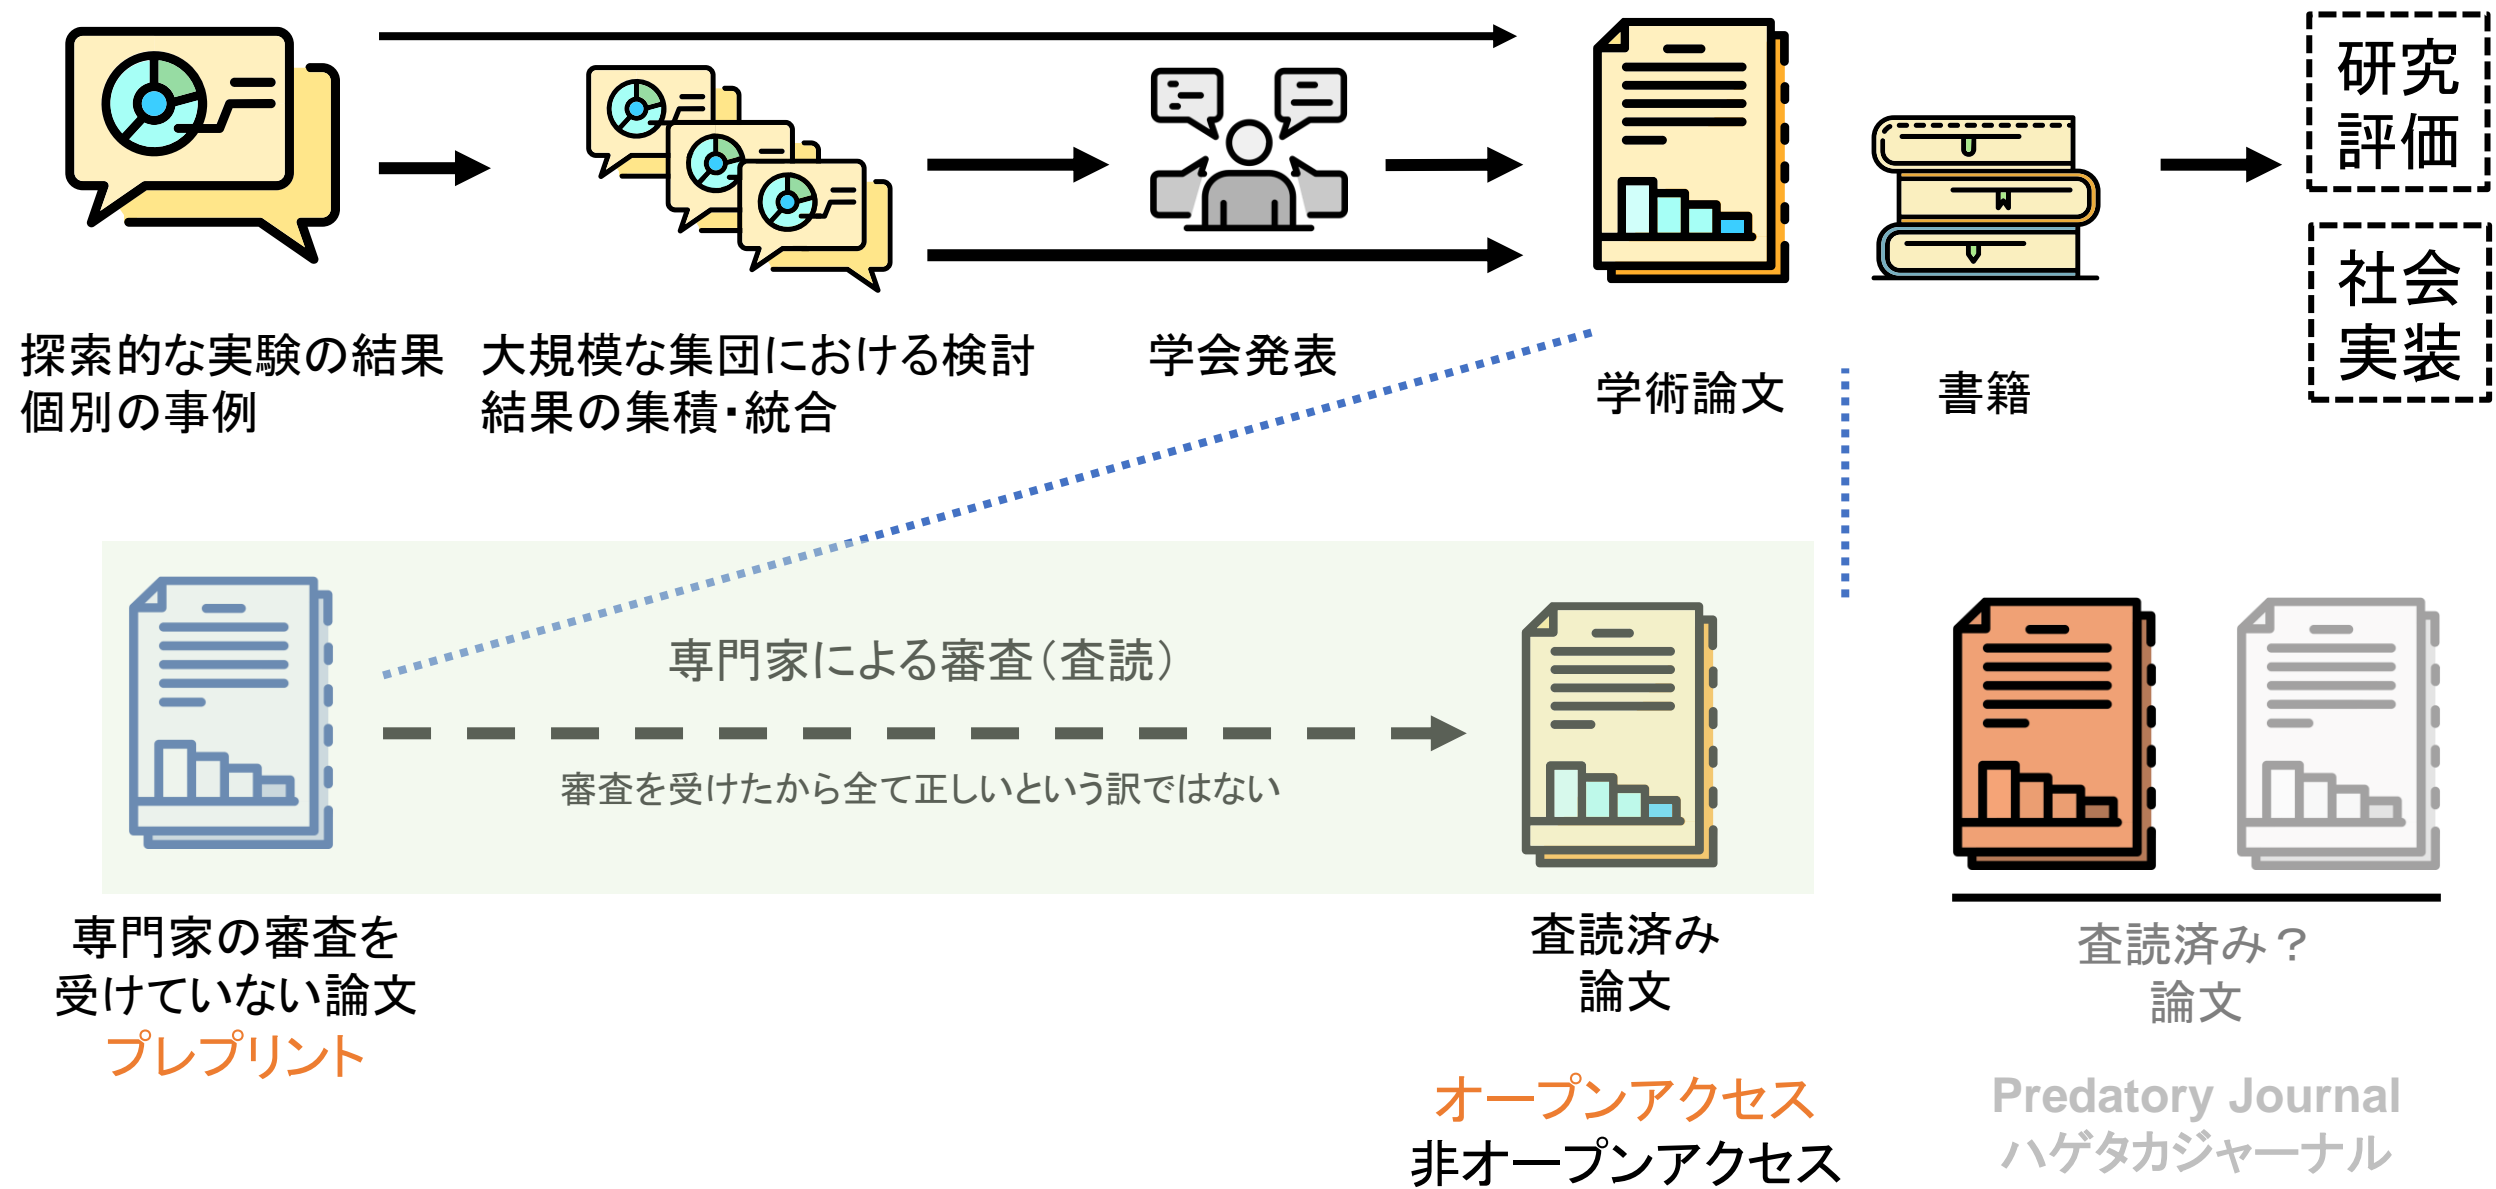 探索的な実験の結果
個別の事例
大規模な集団における検討
結果の集積・統合
学会発表
学術論文
書籍
研究
評価
社会
実装
専門家による審査（査読）
審査を受けたから全て正しいという訳ではない
専門家の審査を
受けていない論文
プレプリント
査読済み
論文
オープンアクセス
非オープンアクセス
査読済み？
論文
Predatory Journal
ハゲタカジャーナル